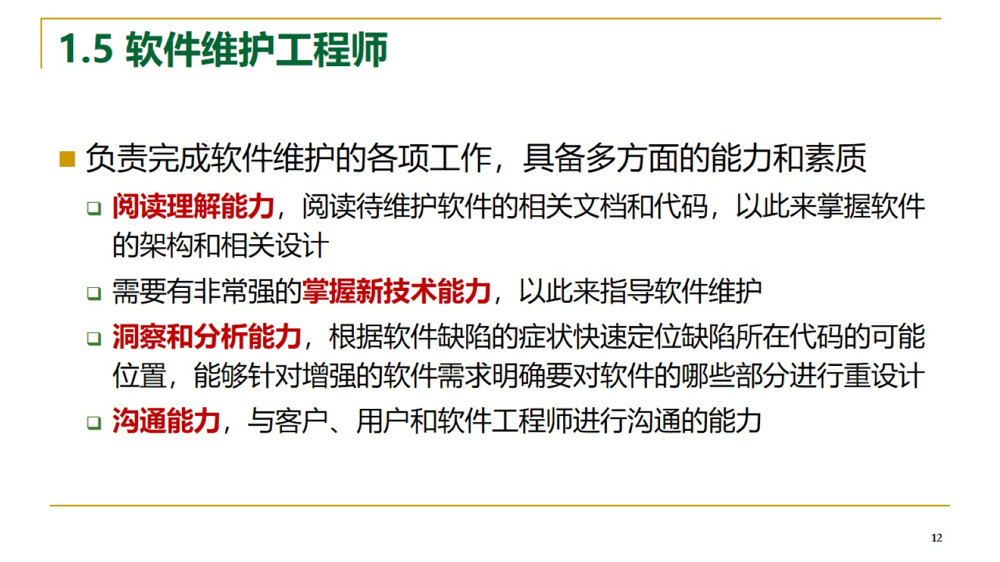 1.5 软件维护工程师
负责完成软件维护的各项工作，具备多方面的能力和素质
阅读理解能力，阅读待维护软件的相关文档和代码，以此来掌握软件
的架构和相关设计
需要有非常强的掌握新技术能力，以此来指导软件维护
洞察和分析能力，根据软件缺陷的症状快速定位缺陷所在代码的可能
位置，能够针对增强的软件需求明确要对软件的哪些部分进行重设计
沟通能力，与客户、用户和软件工程师进行沟通的能力
12